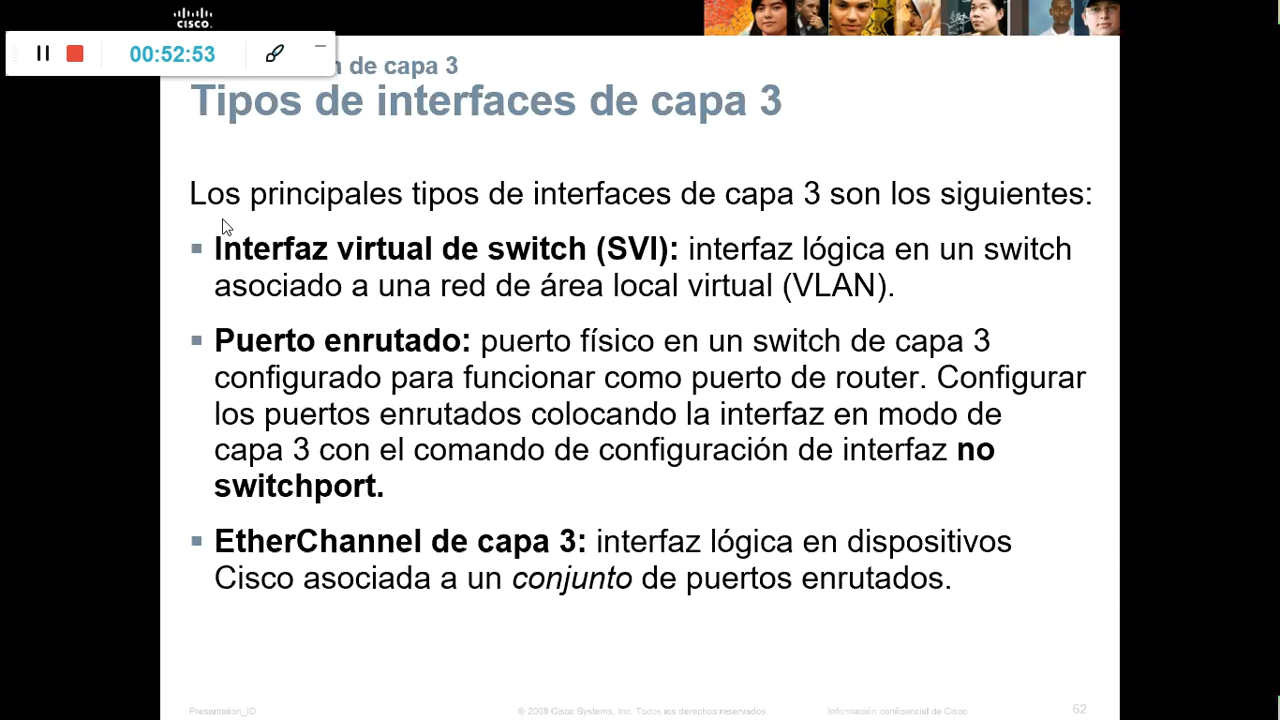 CISCO.
00:52:53
n de capa 3
Tipos de interfaces de capa 3
Los principales tipos de interfaces de capa 3 son los siguientes:
Interfaz virtual de switch (SVI): interfaz lógica en un switch
asociado a una red de área local virtual (VLAN).
Puerto enrutado: puerto físico en un switch de capa 3
configurado para funcionar como puerto de router. Configurar
los puertos enrutados colocando la interfaz en modo de
capa 3 con el comando de configuración de interfaz no
switchport.
EtherChannel de capa 3: interfaz lógica en dispositivos
Cisco asociada a un conjunto de puertos enrutados.
Presentation_ID © 2008 Cisco Systems, Inc. Todos los derechos reservados. Información confidencial de Cisco 62